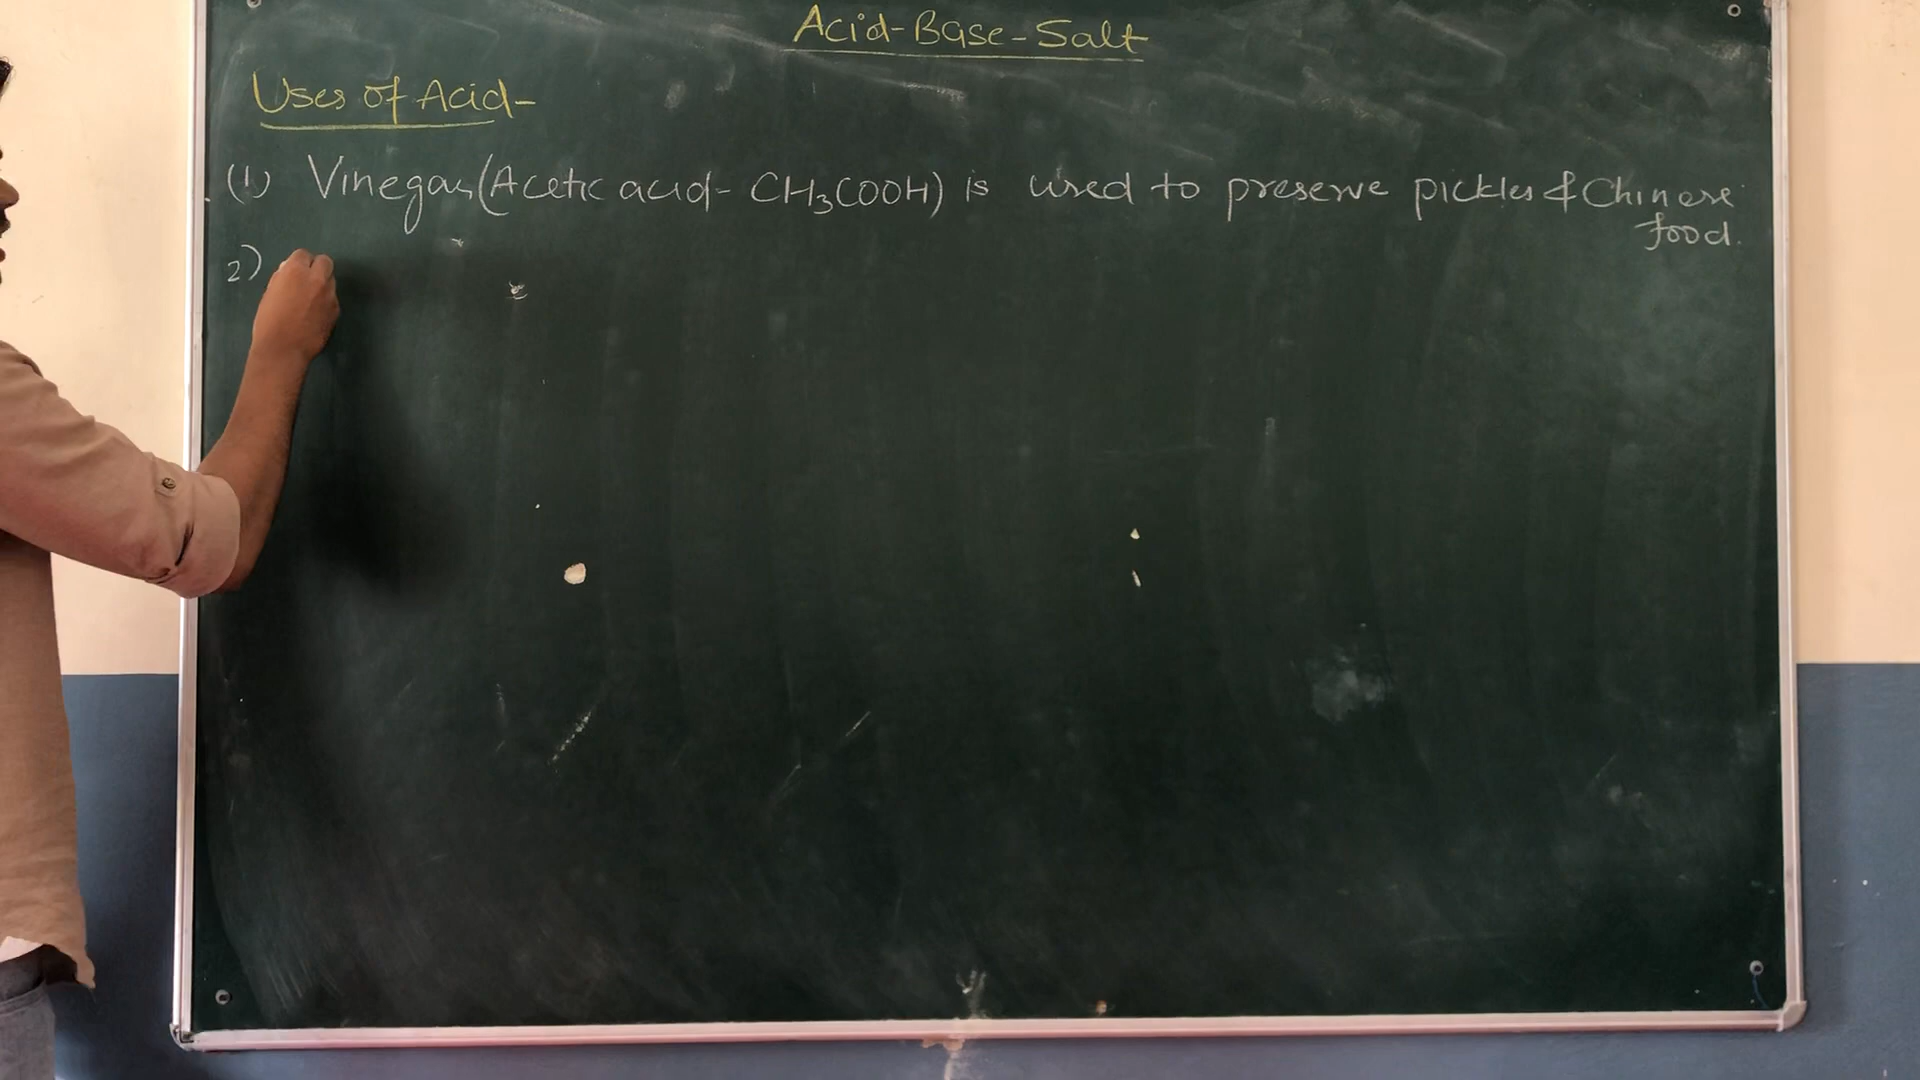 Acid-Base-Salt
Uses of Acid-
(1) Vinegar (Acetic acid- CH₃COOH) is used to preserve pickles & Chinese
food.
2)